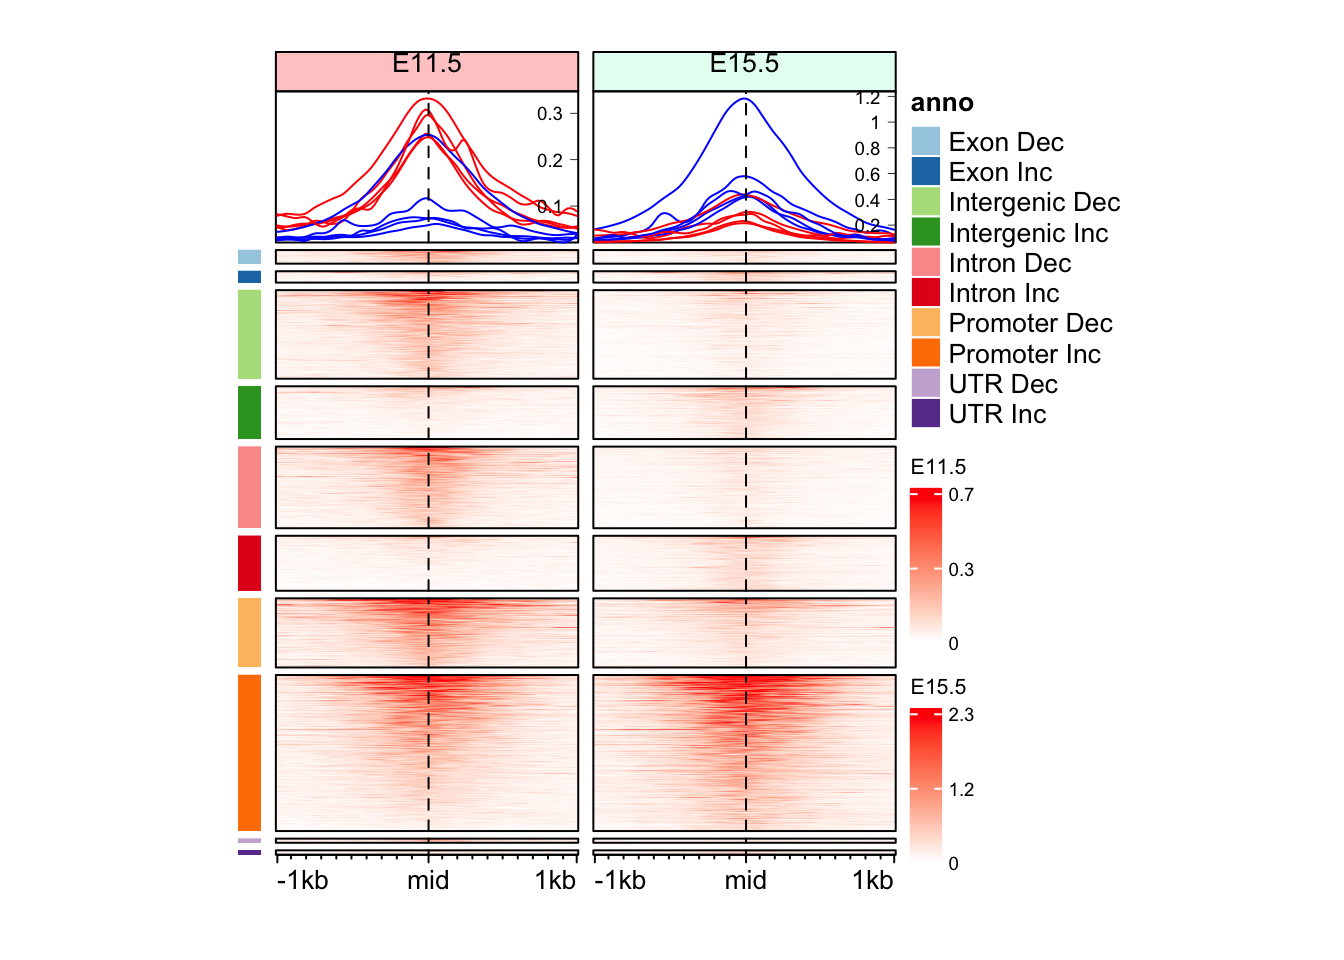 E11.5
E15.5
0.3
0.2
0.1
1.2
1
0.8
0.6
0.4
0.2
anno
Exon Dec
Exon Inc
Intergenic Dec
Intergenic Inc
Intron Dec
Intron Inc
Promoter Dec
Promoter Inc
UTR Dec
UTR Inc
E11.5
0.7
0.3
0
E15.5
2.3
1.2
0
-1kb mid 1kb
-1kb mid 1kb